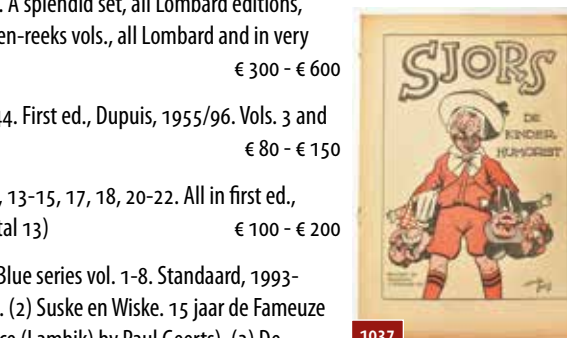 . A splendid set, all Lombard editions,
en-reeks vols., all Lombard and in very
€ 300 - € 600
44. First ed., Dupuis, 1955/96. Vols. 3 and
€ 80 - € 150
, 13-15, 17, 18, 20-22. All in first ed.,
tal 13) € 100 - € 200
Blue series vol. 1-8. Standaard, 1993-
. (2) Suske en Wiske. 15 jaar de Fameuze
ce (Lambik) by Paul Geerts). (3) De
SJORS
DE
KINDER
HUMORIST
1037